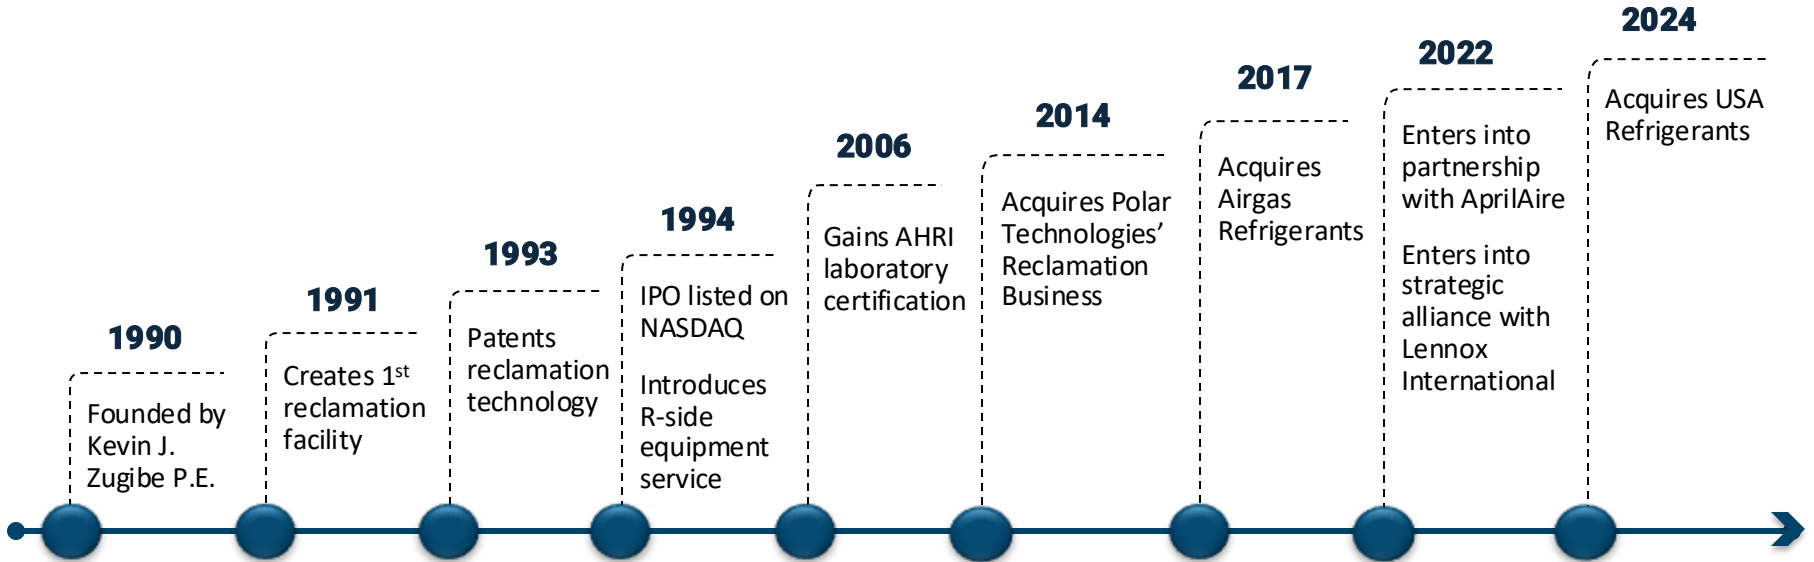 1990
Founded by
Kevin J.
Zugibe P.E.
1991
Creates 1st
reclamation
facility
1993
Patents
reclamation
technology
1994
IPO listed on
NASDAQ
Introduces
R-side
equipment
service
2006
Gains AHRI
laboratory
certification
2014
Acquires Polar
Technologies’
Reclamation
Business
2017
Acquires
Airgas
Refrigerants
2022
Enters into
partnership
with AprilAire
Enters into
strategic
alliance with
Lennox
International
2024
Acquires USA
Refrigerants